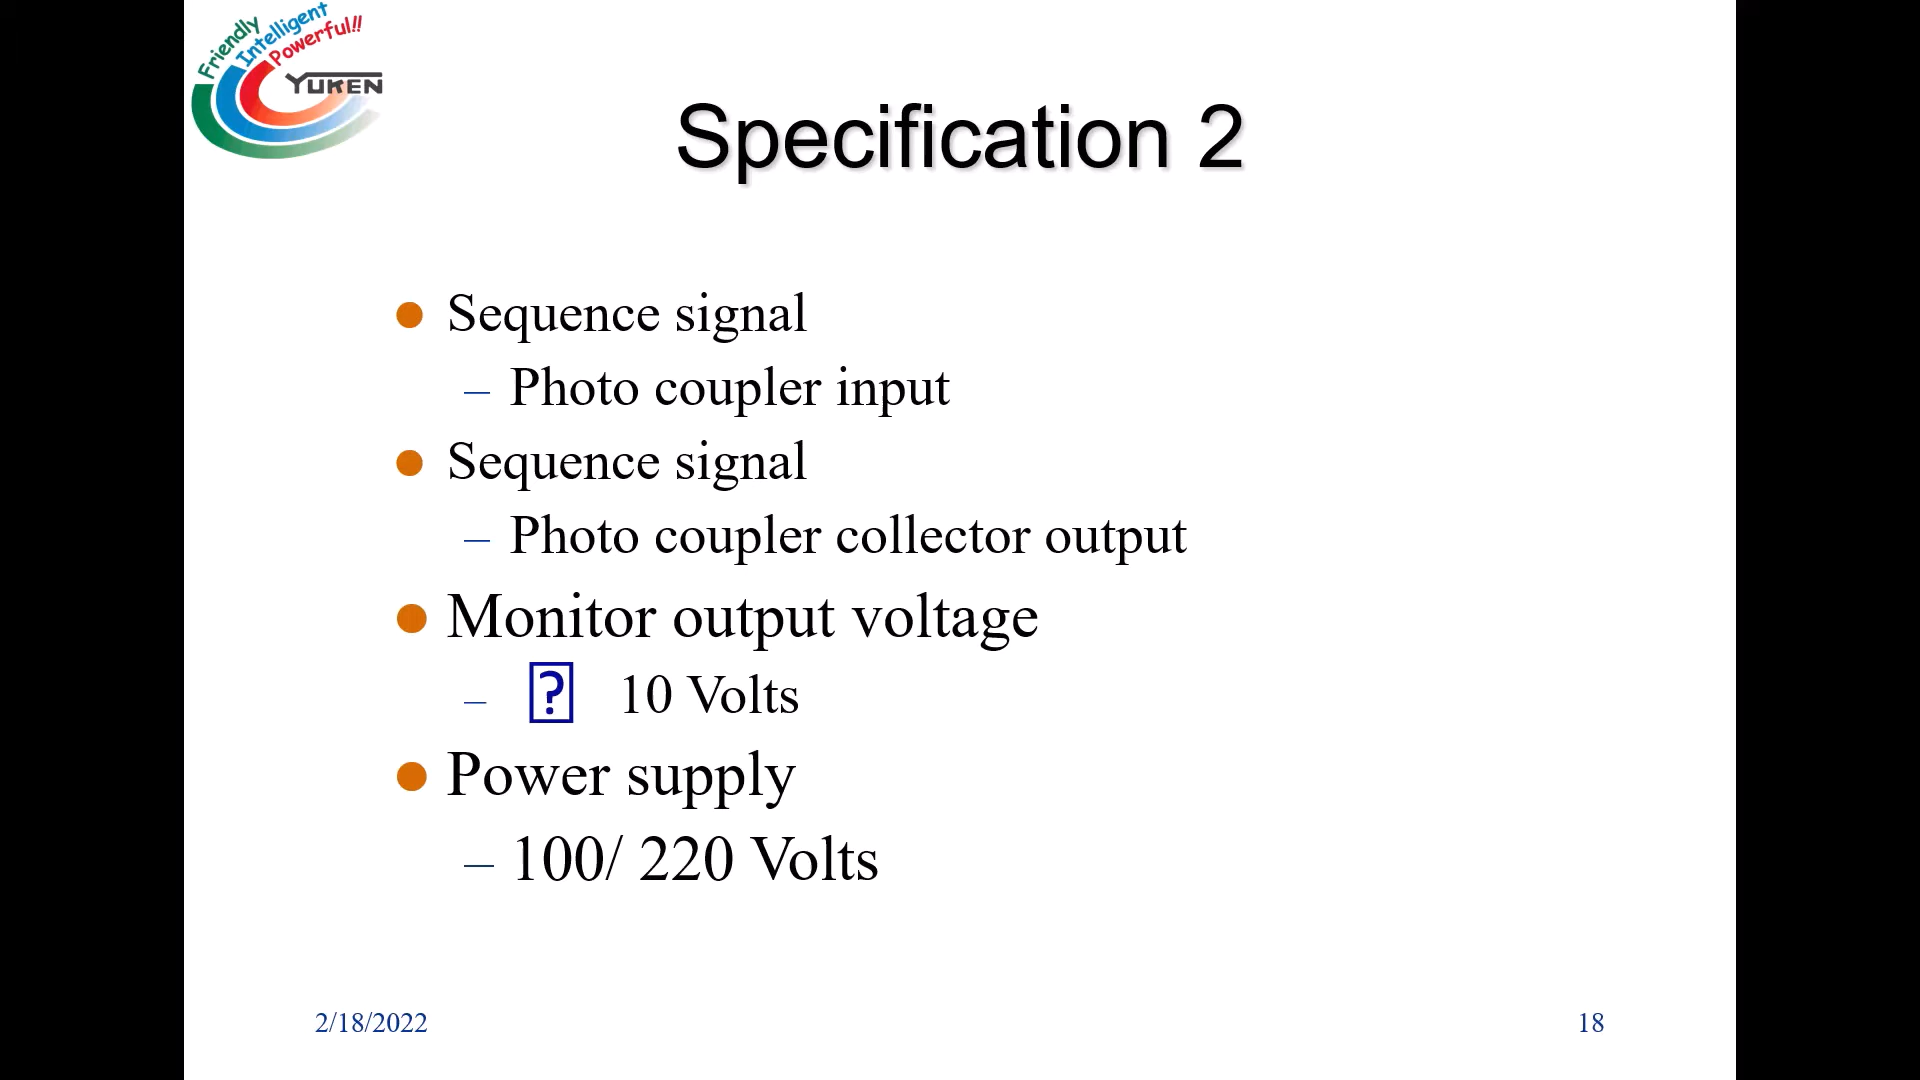 Friendly
Intelligent
Powerful!!
YUKEN
Specification 2
● Sequence signal
– Photo coupler input
● Sequence signal
– Photo coupler collector output
● Monitor output voltage
– ? 10 Volts
● Power supply
– 100/ 220 Volts
2/18/2022
18